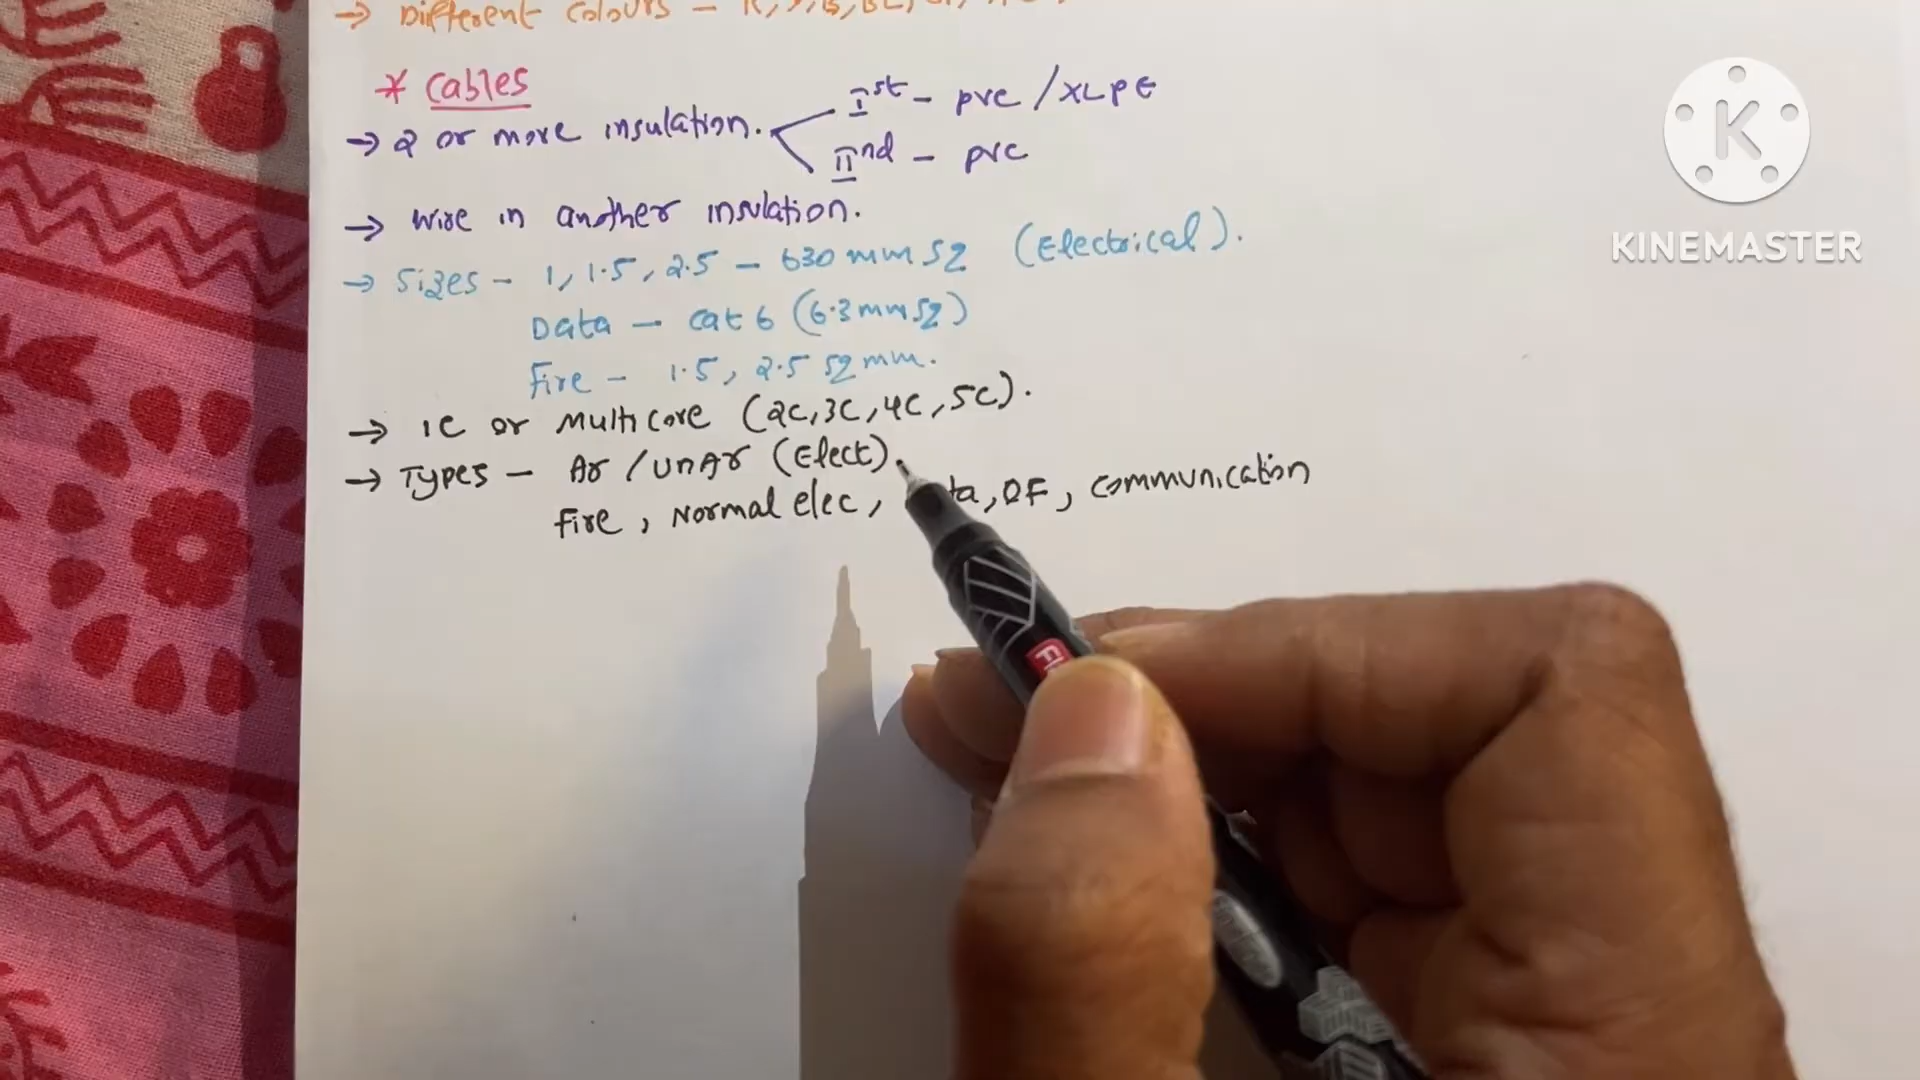 → Different Colours -
* Cables
→ 2 or more insulation. Ist - pvc / XLPE
IInd - pvc
→ wire in another insulation.
→ Sizes - 1, 1.5, 2.5 - 630 mm SQ (Electrical).
Data - cat 6 (6.3 mm SQ)
Fire - 1.5, 2.5 SQ mm.
→ 1C or Multicore (2C, 3C, 4C, 5C).
→ Types - Ar / UnAr (Elect).
Fire, Normal elec, OF, communication
K
KINEMASTER